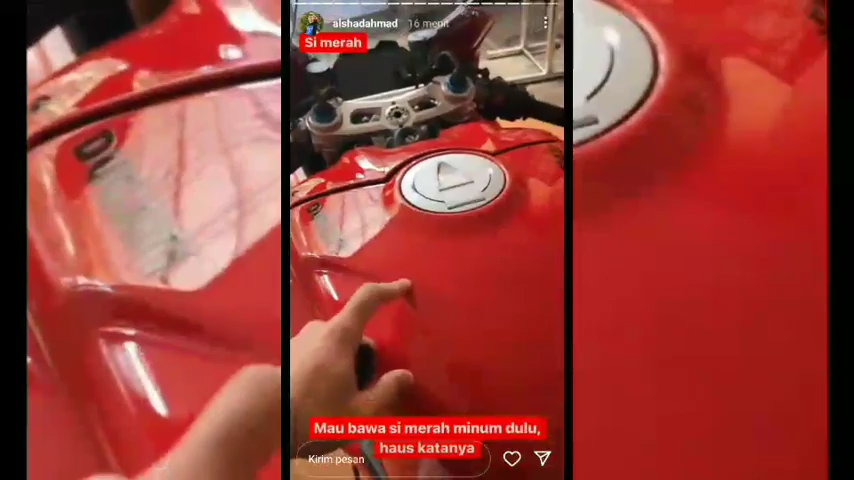 alshadahmad 16 menit
Si merah
Mau bawa si merah minum dulu,
haus katanya
Kirim pesan